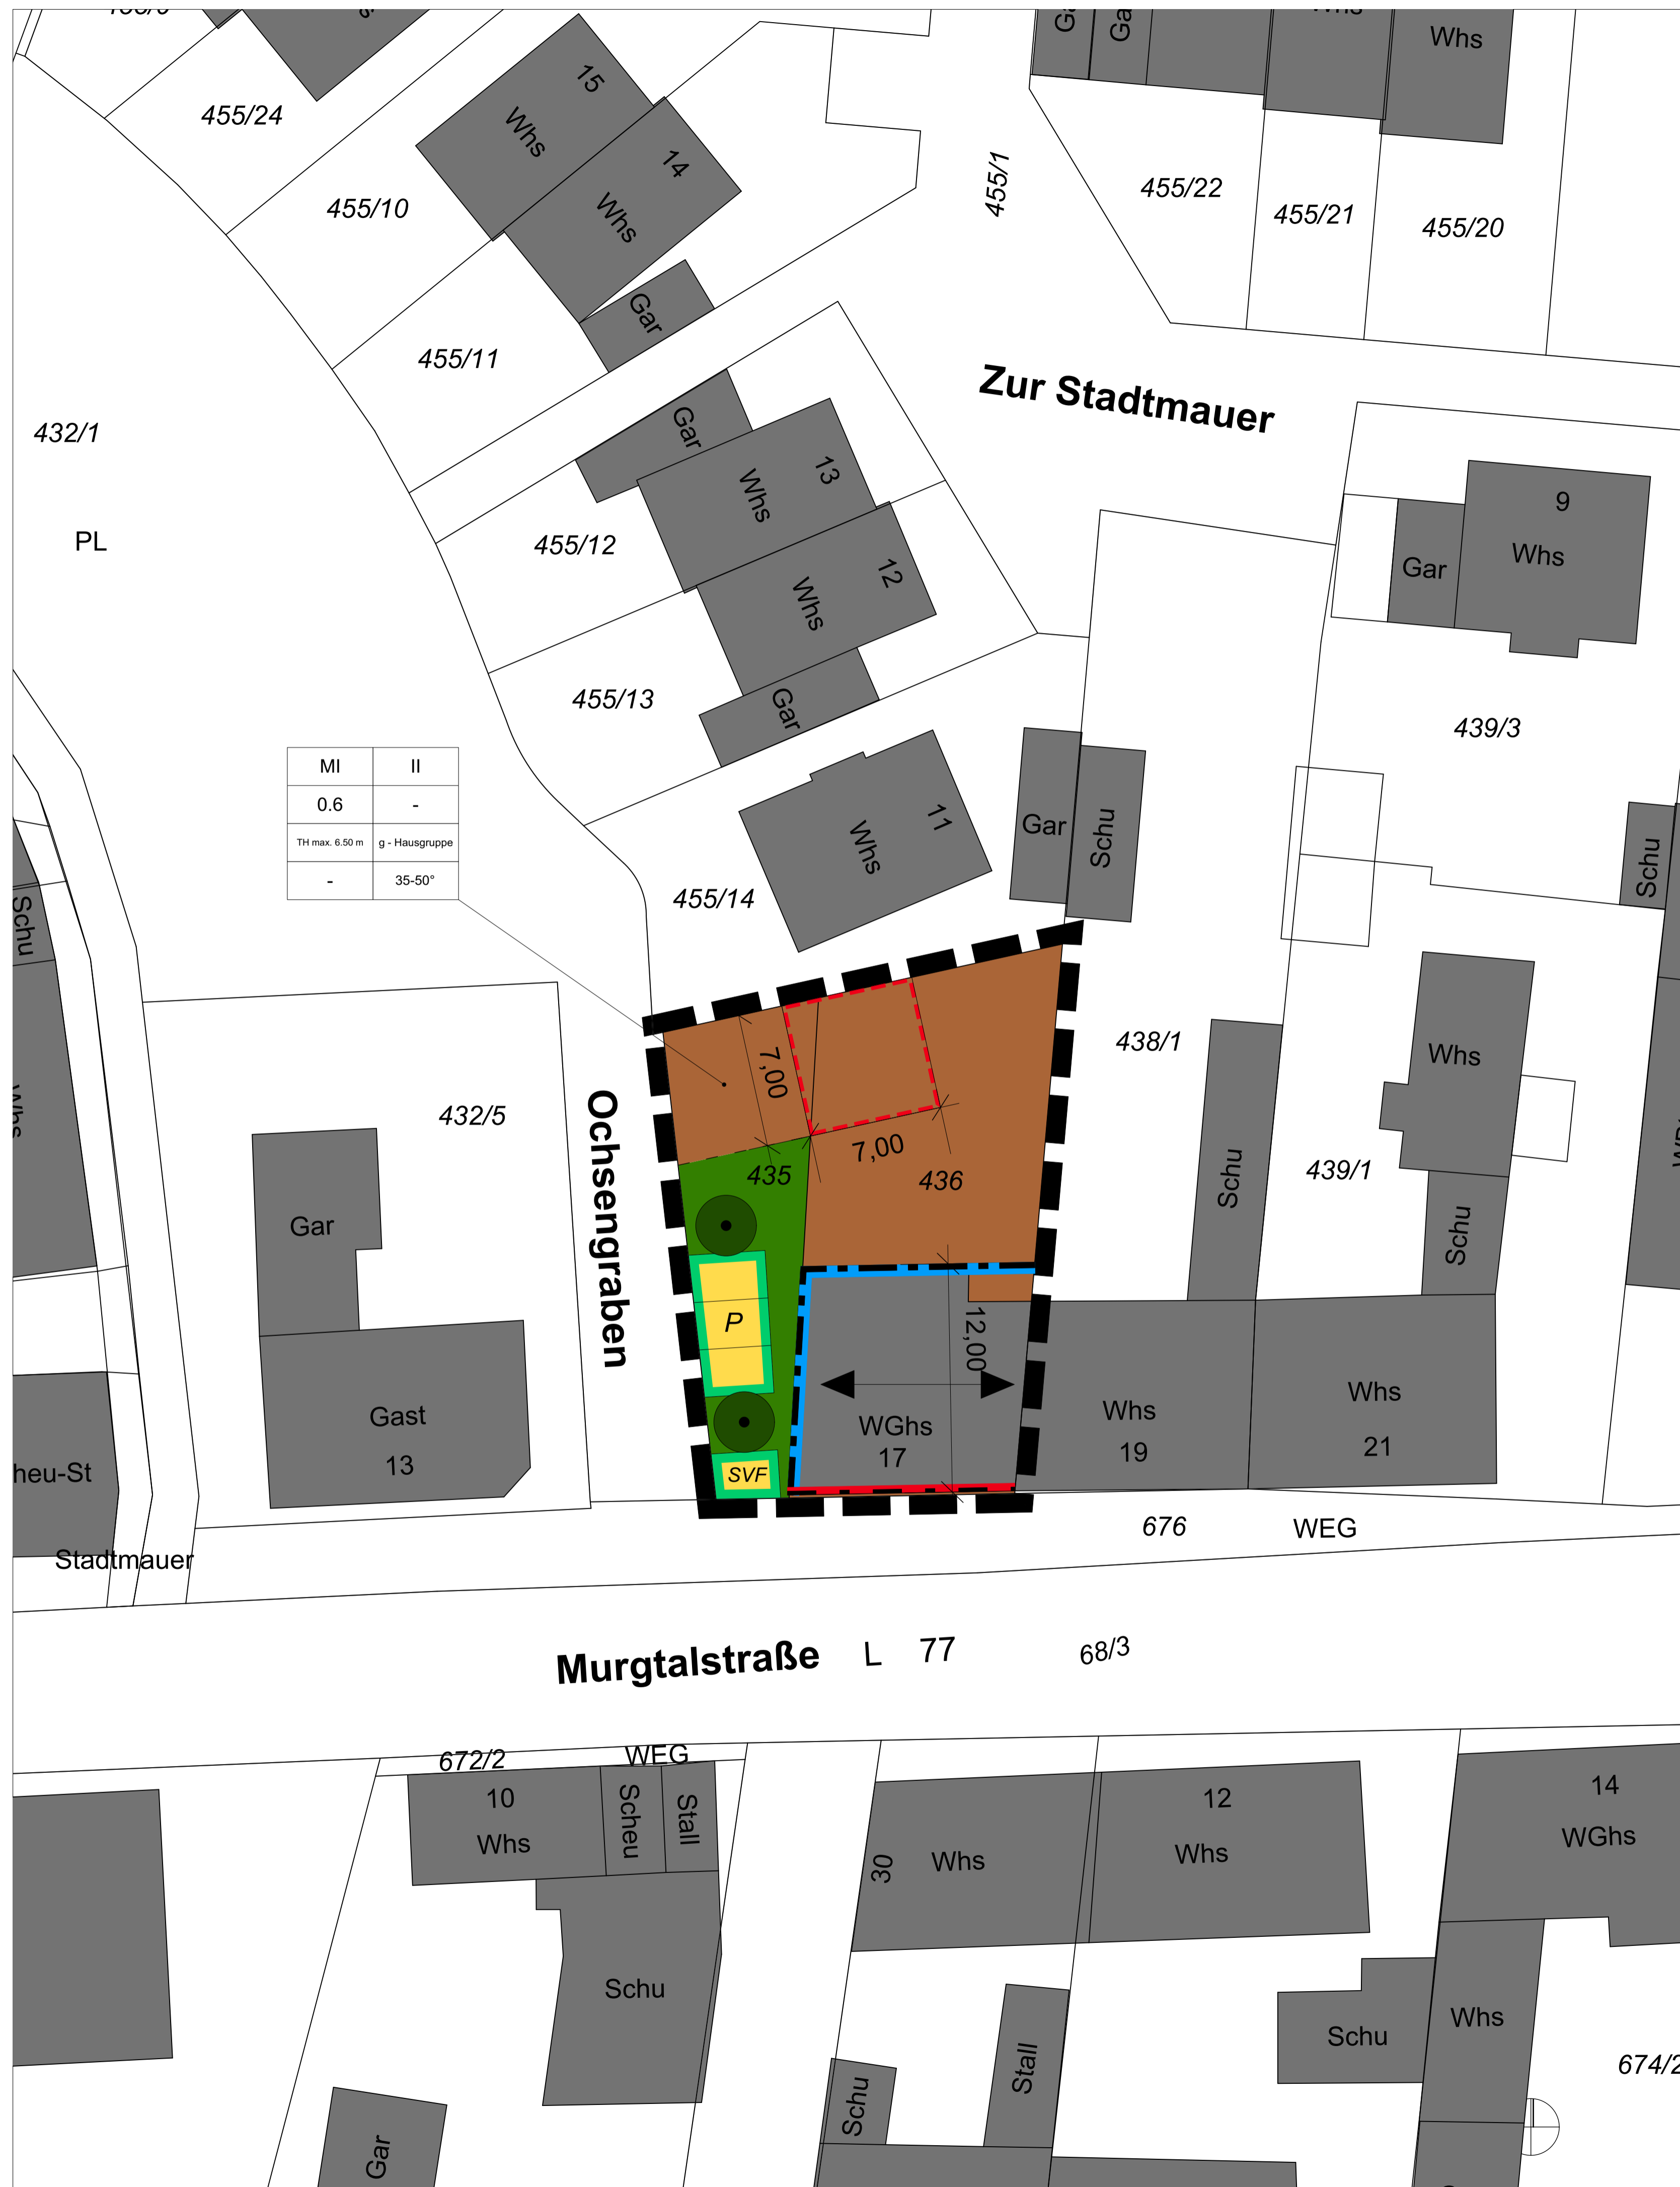 Whs
15
455/24
Whs
14
455/10
455/1
Whs
455/22
455/21
455/20
Gar
455/11
Zur Stadtmauer
432/1
Gar
13
Whs
9
PL
455/12
12
Gar
Whs
Whs
455/13
Gar
439/3
MI II
0.6 -
TH max. 6.50 m g - Hausgruppe
- 35-50°
11
Gar
Schu
Whs
Schu
455/14
Schu
438/1
Whs
7,00
Whs
432/5
Ochsengraben
7,00
435
436
Schu
439/1
Gar
Schu
P
12,00
Gast
13
WGhs
17
Whs
19
Whs
21
heu-St
SVF
676
WEG
Stadtmauer
Murgtalstraße L 77
68/3
672/2
WEG
10
Whs
Scheu
Stall
30
Whs
12
Whs
14
WGhs
Schu
Whs
Schu
Stall
674/2
Schu
Gar